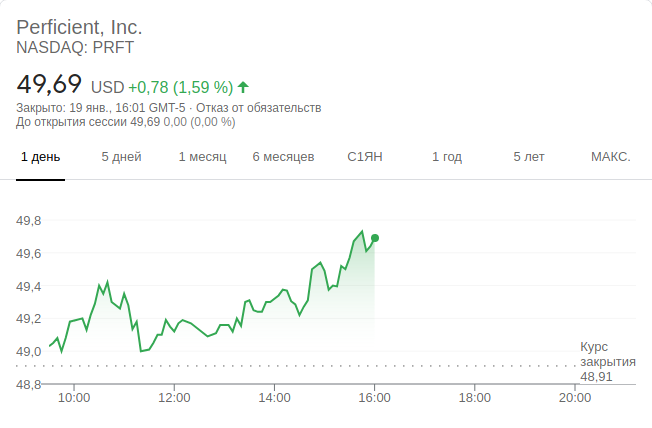 Perficient, Inc.
NASDAQ: PRFT
49,69 USD +0,78 (1,59 %)
Закрыто: 19 янв., 16:01 GMT-5 · Отказ от обязательств
До открытия сессии 49,69 0,00 (0,00 %)
1 день 5 дней 1 месяц 6 месяцев С1ЯН 1 год 5 лет МАКС.
49,8
49,6
49,4
49,2
49,0
48,8
Курс
закрытия
48,91
10:00 12:00 14:00 16:00 18:00 20:00